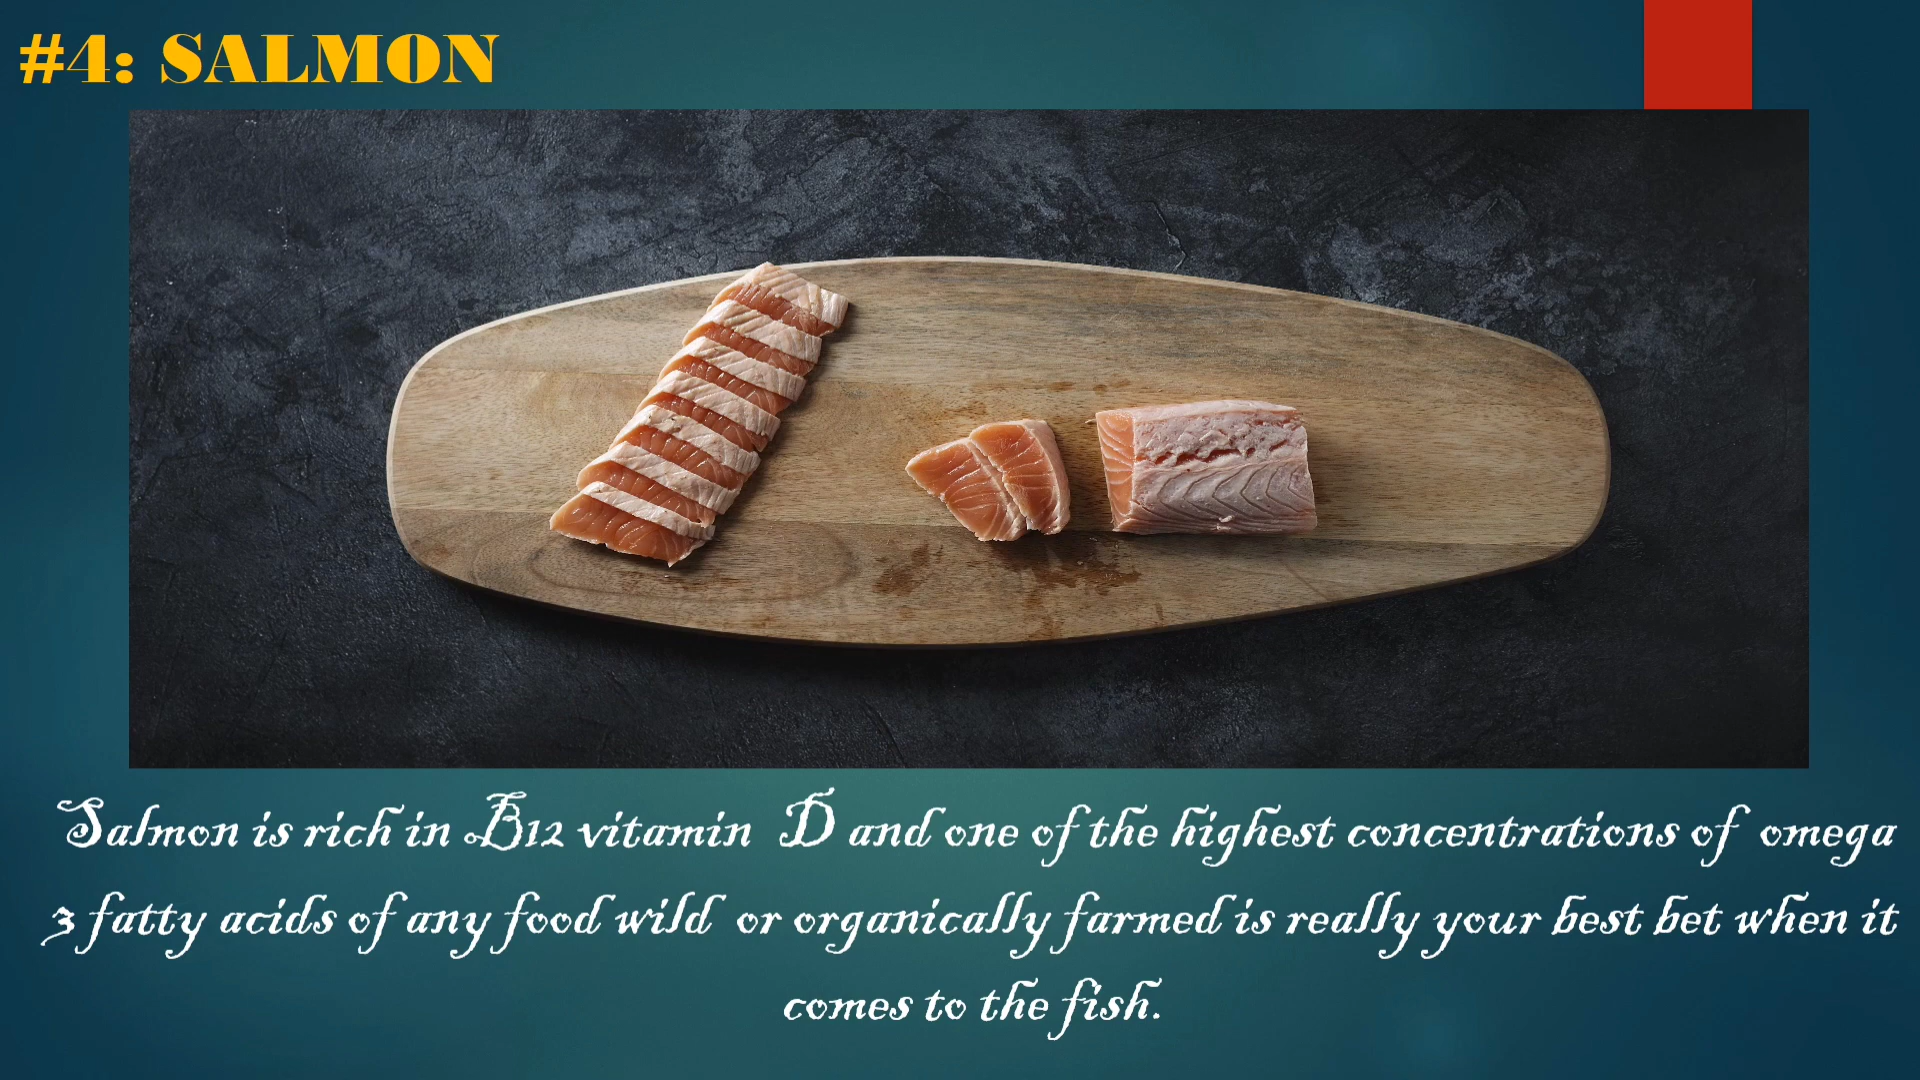 #4: SALMON
Salmon is rich in B12 vitamin D and one of the highest concentrations of omega
3 fatty acids of any food wild or organically farmed is really your best bet when it
comes to the fish.